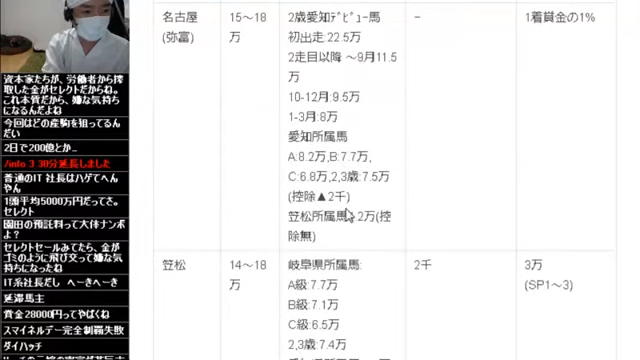 資本家たちが、労働者から搾
取した金がセレクトだからね。
これ本質だから、嫌な気持ち
になるんだよね
今回はどの産駒を狙ってるん
だい
2日で200億とか…
/info 3 30分延長しました
普通のIT 社長はハゲてへん
やん
1頭平均5000万円だってさ。
セレクト
園田の預託料って大体ナンボ
よ?
セレクトセールみてたら、金が
ゴミのように飛び交って嫌な気
持ちになったね
IT系社長だし へーきへーき
延滞馬主
賞金28000円ってやばくね
スマイネルデー完全制覇失敗
ダイハッチ
名古屋
(弥富)
15～18
万
2歳愛知ﾃﾞﾋﾞｭｰ馬
初出走:22.5万
2走目以降 ～9月11.5
万
10-12月:9.5万
1-3月:8万
愛知所属馬
A:8.2万,B:7.7万,
C:6.8万,2,3歳:7.5万
(控除▲2千)
笠松所属馬 2万(控
除無)
-
1着賞金の1%
笠松
14～18
万
岐阜県所属馬:
A級:7.7万
B級:7.1万
C級:6.5万
2,3歳:7.4万
2千
3万
(SP1～3)